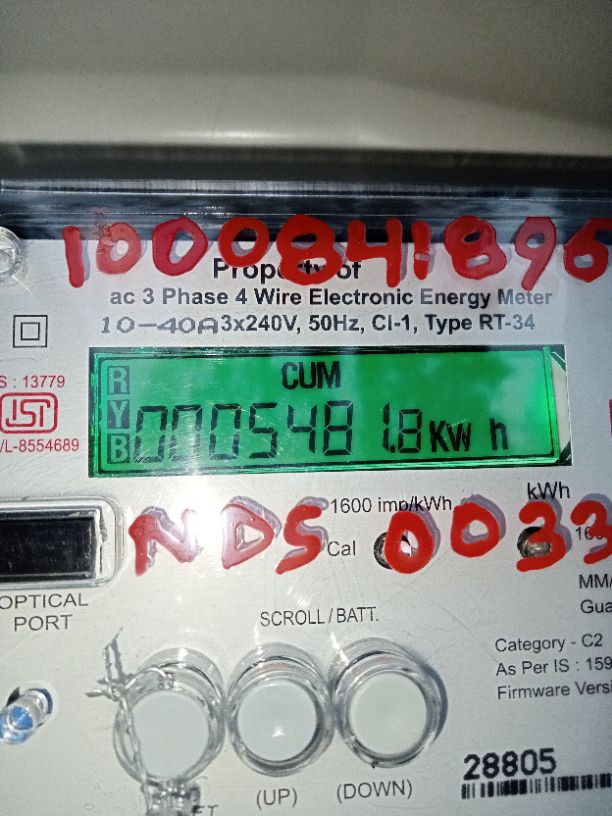 1000841896
Property of
ac 3 Phase 4 Wire Electronic Energy Meter
10-40A 3x240V, 50Hz, Cl-1, Type RT-34
S : 13779
ISI
/L-8554689
R
Y
B
CUM
0005481.8 KW h
1600 imp/kWh
kWh
NDS 0033
Cal
OPTICAL
PORT
SCROLL/BATT.
Category - C2
As Per IS : 159
Firmware Versi
(UP)
(DOWN)
28805